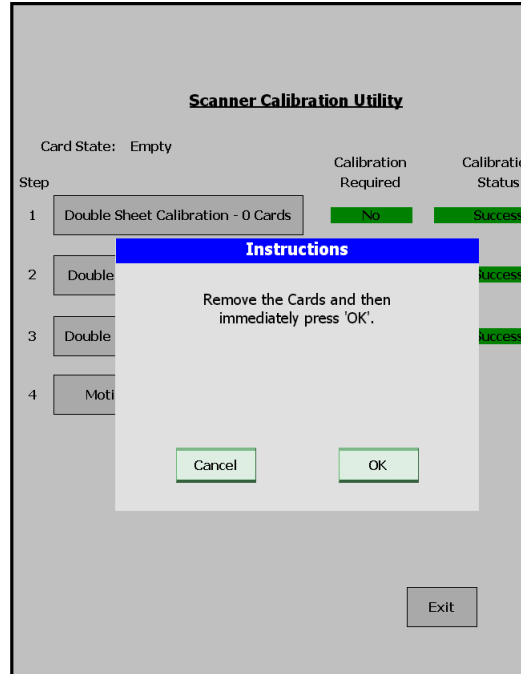 Scanner Calibration Utility
Card State: Empty
Step
Calibration
Required
Status
1 Double Sheet Calibration - 0 Cards No Success
Instructions
2 Double Success
Remove the Cards and then
immediately press 'OK'.
3 Double Success
4
Cancel OK
Exit